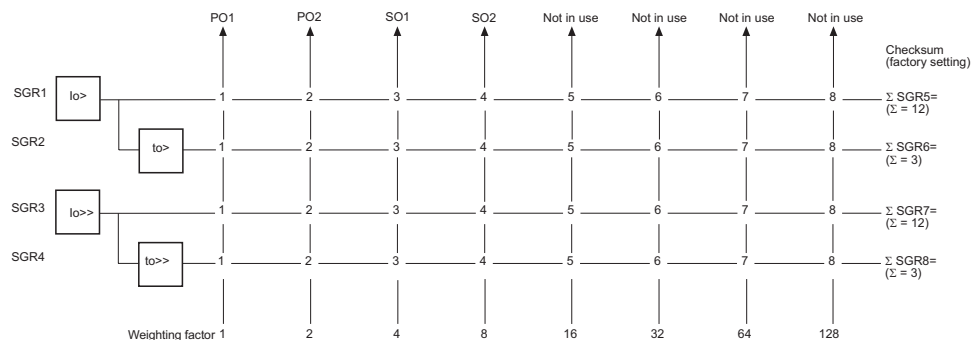 PO1 PO2 SO1 SO2 Not in use Not in use Not in use Not in use
Checksum
(factory setting)
SGR1 Io> 1 2 3 4 5 6 7 8 Σ SGR5=
(Σ = 12)
SGR2 to> 1 2 3 4 5 6 7 8 Σ SGR6=
(Σ = 3)
SGR3 Io>> 1 2 3 4 5 6 7 8 Σ SGR7=
(Σ = 12)
SGR4 to>> 1 2 3 4 5 6 7 8 Σ SGR8=
(Σ = 3)
Weighting factor 1 2 4 8 16 32 64 128